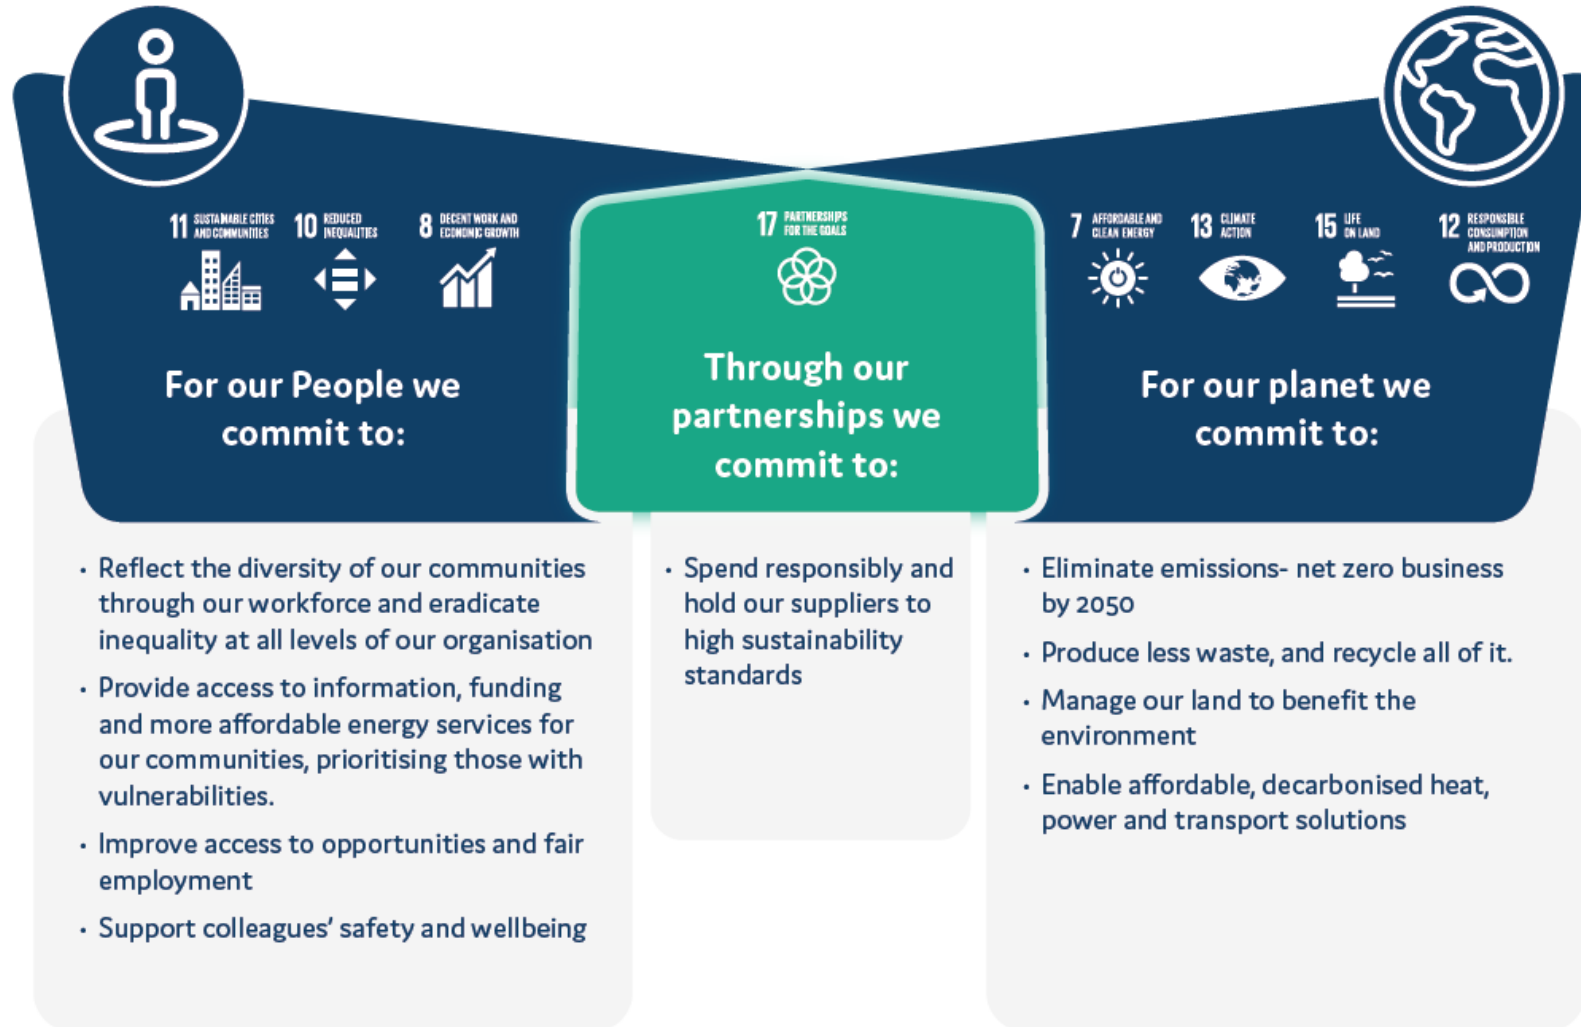 11 SUSTAINABLE CITIES
AND COMMUNITIES
10 REDUCED
INEQUALITIES
8 DECENT WORK AND
ECONOMIC GROWTH
For our People we
commit to:
• Reflect the diversity of our communities
through our workforce and eradicate
inequality at all levels of our organisation
• Provide access to information, funding
and more affordable energy services for
our communities, prioritising those with
vulnerabilities.
• Improve access to opportunities and fair
employment
• Support colleagues’ safety and wellbeing
17 PARTNERSHIPS
FOR THE GOALS
Through our
partnerships we
commit to:
• Spend responsibly and
hold our suppliers to
high sustainability
standards
7 AFFORDABLE AND
CLEAN ENERGY
13 CLIMATE
ACTION
15 LIFE
ON LAND
12 RESPONSIBLE
CONSUMPTION
AND PRODUCTION
For our planet we
commit to:
• Eliminate emissions- net zero business
by 2050
• Produce less waste, and recycle all of it.
• Manage our land to benefit the
environment
• Enable affordable, decarbonised heat,
power and transport solutions